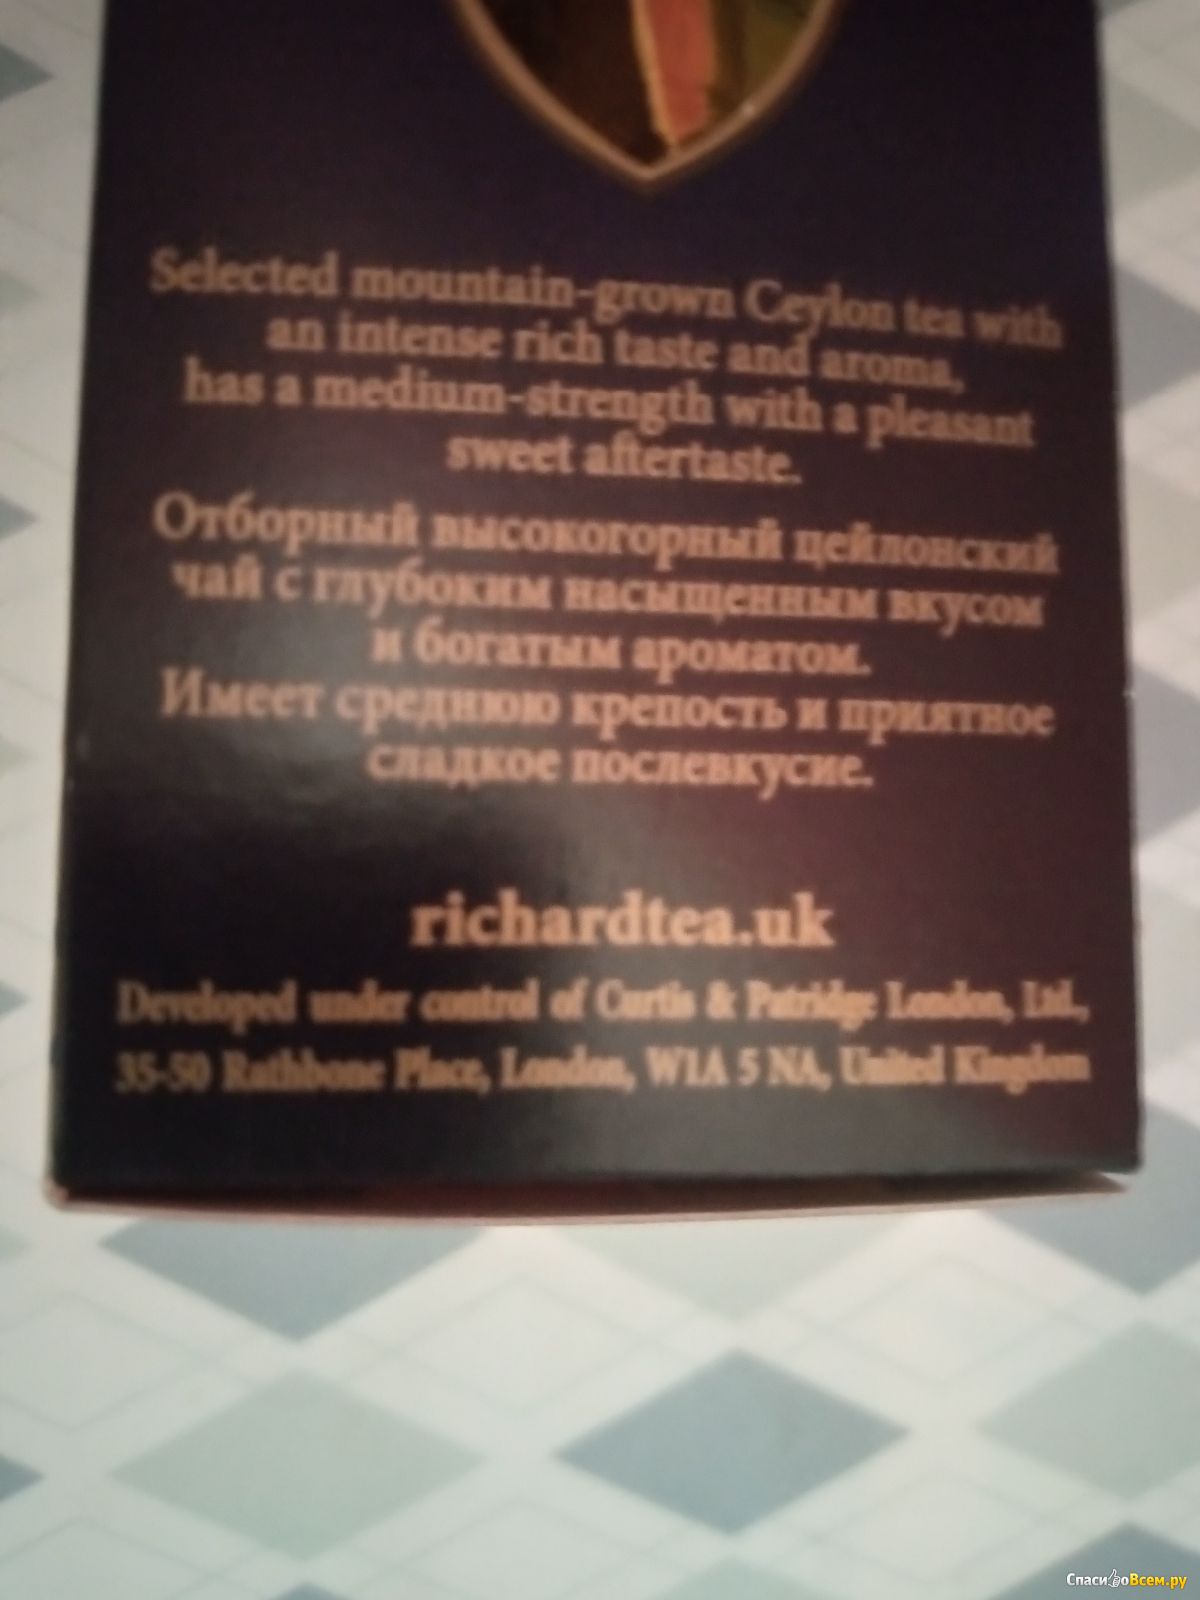 Selected mountain-grown Ceylon tea with
an intense rich taste and aroma,
has a medium-strength with a pleasant
sweet aftertaste.
Отборный высокогорный цейлонский
чай с глубоким насыщенным вкусом
и богатым ароматом.
Имеет среднюю крепость и приятное
сладкое послевкусие.
richardtea.uk
Developed under control of Curtis & Patridge London, Ltd.,
35-50 Rathbone Place, London, W1A 5 NA, United Kingdom
СпасибоВсем.ру